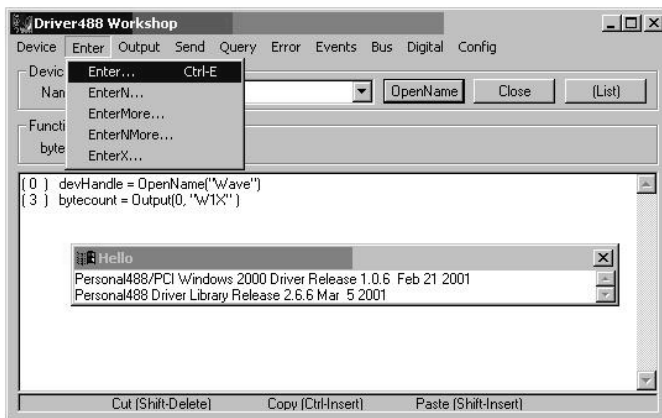 Driver488 Workshop
Device Enter Output Send Query Error Events Bus Digital Config
Devic
Enter... Ctrl-E
Nan
EnterN...
OpenName Close (List)
EnterMore...
Functi
EnterNMore...
byte
EnterX...
( 0 ) devHandle = OpenName("Wave")
( 3 ) bytecount = Output(0, "W1X" )
Hello
Personal488/PCI Windows 2000 Driver Release 1.0.6 Feb 21 2001
Personal488 Driver Library Release 2.6.6 Mar 5 2001
Cut (Shift-Delete) Copy (Ctrl-Insert) Paste (Shift-Insert)